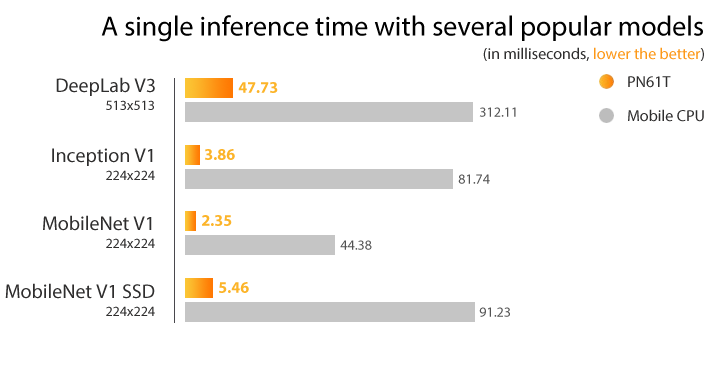 A single inference time with several popular models
(in milliseconds, lower the better)
DeepLab V3
513x513
47.73
312.11
PN61T
Mobile CPU
Inception V1
224x224
3.86
81.74
MobileNet V1
224x224
2.35
44.38
MobileNet V1 SSD
224x224
5.46
91.23